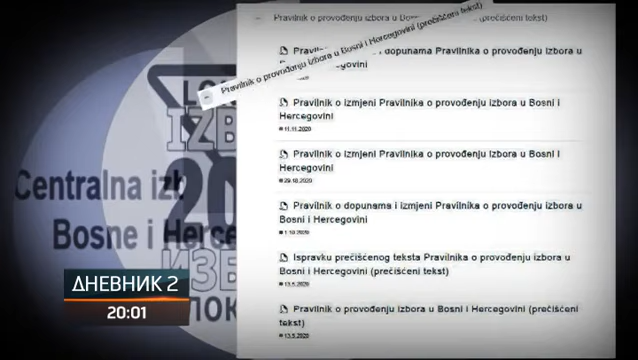 Pravilnik o provođenju izbora u Bosni i Hercegovini (prečišćeni tekst)
Pravilnik o provođenju izbora u Bosni i Hercegovini (prečišćeni tekst)
dopunama Pravilnika o provođenju izbora u
Hercegovini
Pravilnik o izmjeni Pravilnika o provođenju izbora u Bosni i
Hercegovini
11.11.2020
Pravilnik o izmjeni Pravilnika o provođenju izbora u Bosni i
Hercegovini
29.10.2020
Pravilnik o dopunama i izmjeni Pravilnika o provođenju izbora u
Bosni i Hercegovini
1.10.2020
Ispravku prečišćenog teksta Pravilnika o provođenju izbora u
Bosni i Hercegovini (prečišćeni tekst)
13.5.2020
Pravilnik o provođenju izbora u Bosni i Hercegovini (prečišćeni
tekst)
13.5.2020
Centralna izb
Bosne i Herce
LO
IZB
20
ИЗБ
ЛОК
ДНЕВНИК 2
20:01